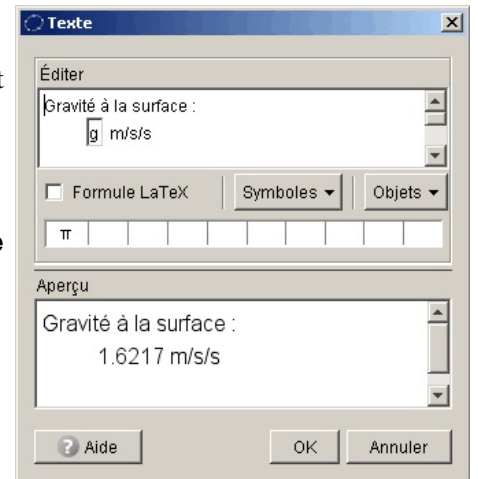 Texte
t
Éditer
Gravité à la surface :
g m/s/s
Formule LaTeX Symboles Objets
π
e
Aperçu
Gravité à la surface :
1.6217 m/s/s
Aide OK Annuler